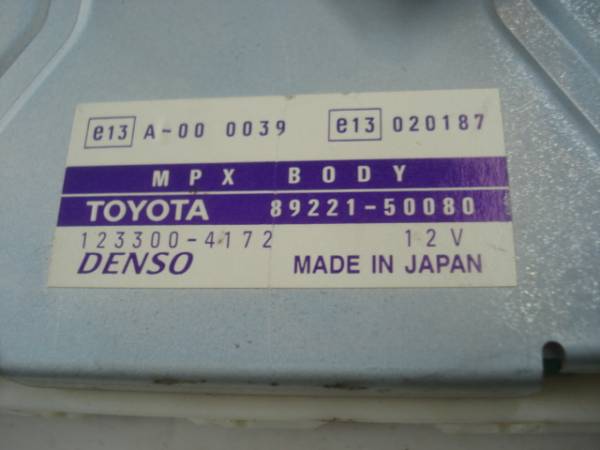 e13 A-00 0039 e13 020187
MPX BODY
TOYOTA 89221-50080
123300-4172 12V
DENSO MADE IN JAPAN